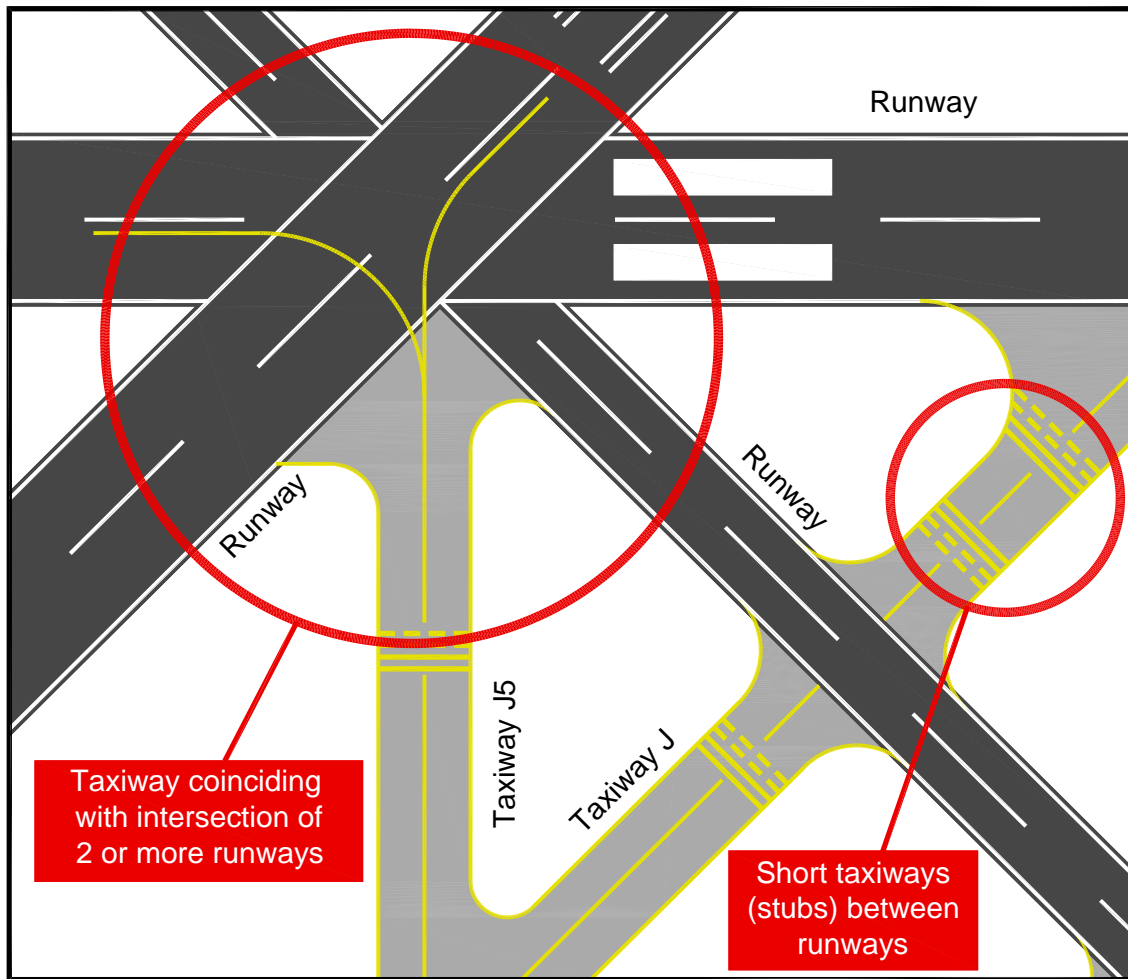 Runway
Runway
Runway
Taxiway J5
Taxiway J
Taxiway coinciding
with intersection of
2 or more runways
Short taxiways
(stubs) between
runways